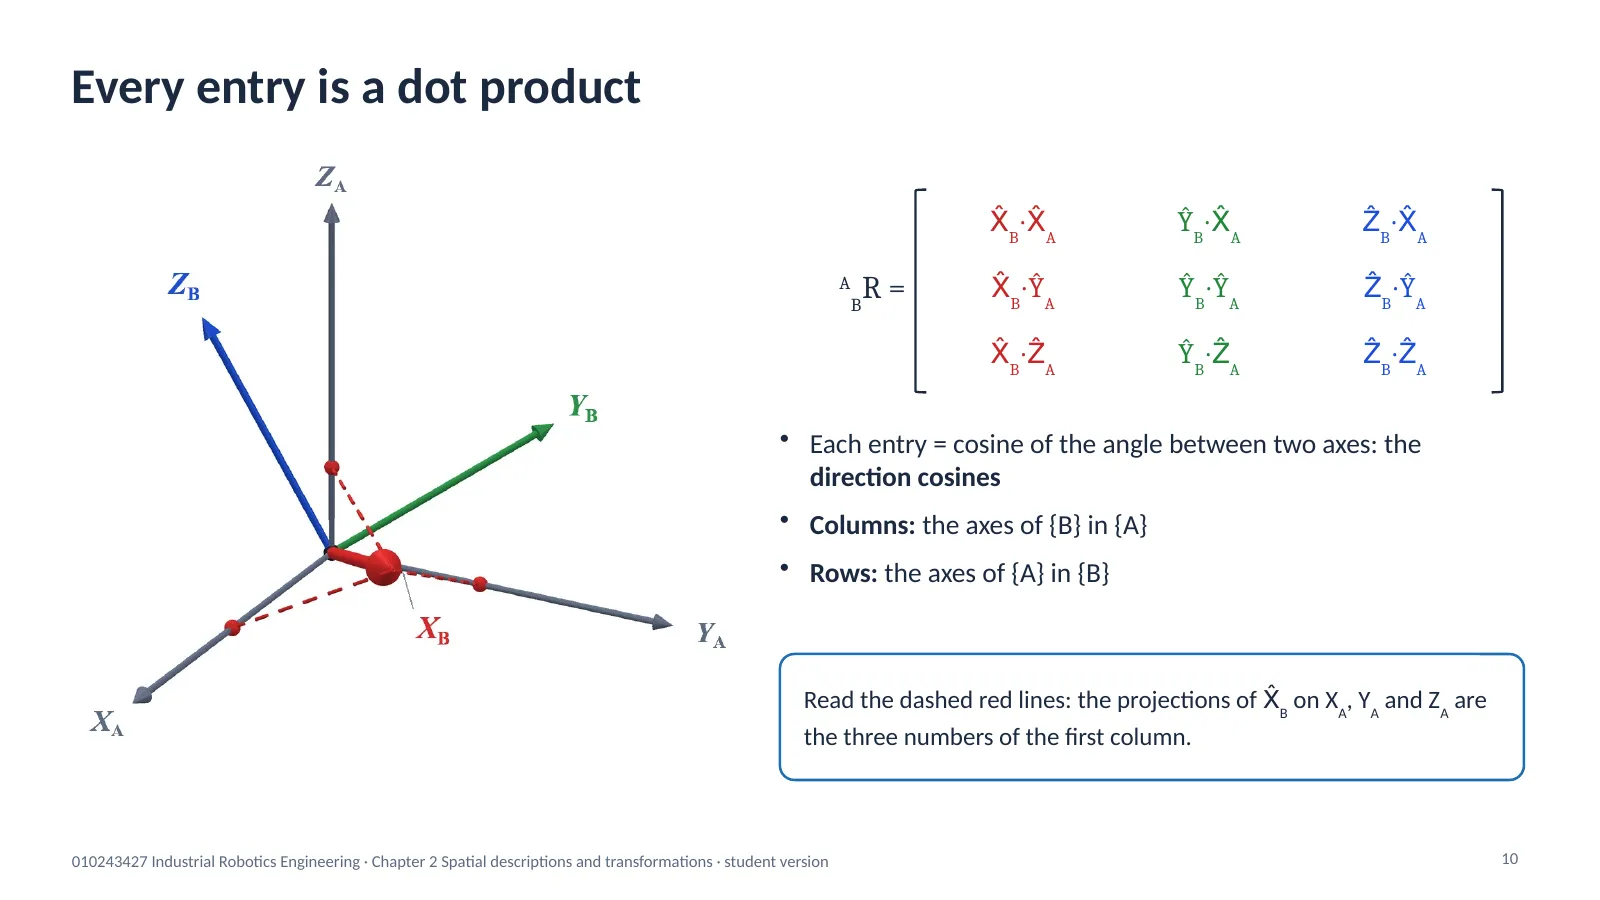 Every entry is a dot product
Z_A
Z_B
Y_B
X_B
Y_A
X_A
^A_B R =
X̂_B·X̂_A Ŷ_B·X̂_A Ẑ_B·X̂_A
X̂_B·Ŷ_A Ŷ_B·Ŷ_A Ẑ_B·Ŷ_A
X̂_B·Ẑ_A Ŷ_B·Ẑ_A Ẑ_B·Ẑ_A
• Each entry = cosine of the angle between two axes: the
direction cosines
• Columns: the axes of {B} in {A}
• Rows: the axes of {A} in {B}
Read the dashed red lines: the projections of X̂_B on X_A, Y_A and Z_A are
the three numbers of the first column.
010243427 Industrial Robotics Engineering · Chapter 2 Spatial descriptions and transformations · student version
10